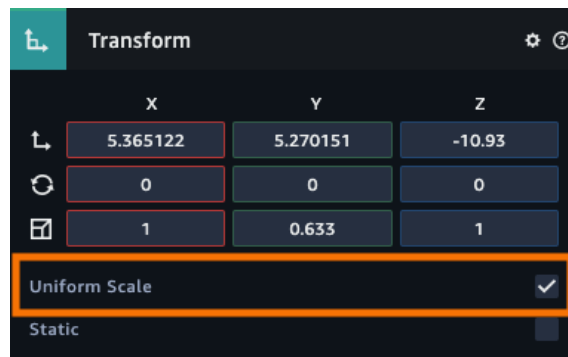 Transform
X Y Z
5.365122 5.270151 -10.93
0 0 0
1 0.633 1
Uniform Scale
Static